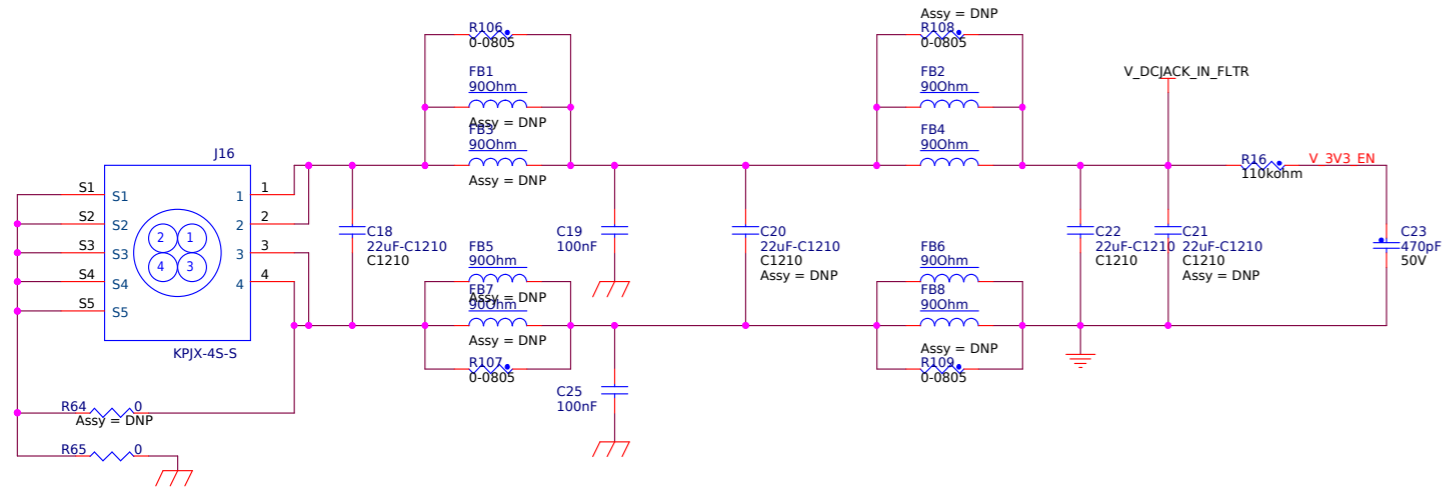 Assy = DNP
R106
0-0805
R108
0-0805
FB1
90Ohm
Assy = DNP
FB2
90Ohm
V_DCJACK_IN_FLTR
FB3
90Ohm
Assy = DNP
FB4
90Ohm
J16
R16
110kohm
V_3V3_EN
S1
S2
S3
S4
S5
S1
S2
S3
S4
S5
2
1
4
3
1
2
3
4
1
2
3
4
KPJX-4S-S
C18
22uF-C1210
C1210
C19
100nF
C20
22uF-C1210
C1210
Assy = DNP
C22
22uF-C1210
C1210
C21
22uF-C1210
C1210
Assy = DNP
C23
470pF
50V
FB5
90Ohm
Assy = DNP
FB6
90Ohm
FB7
90Ohm
Assy = DNP
FB8
90Ohm
Assy = DNP
R107
0-0805
R109
0-0805
C25
100nF
R64
0
Assy = DNP
R65
0